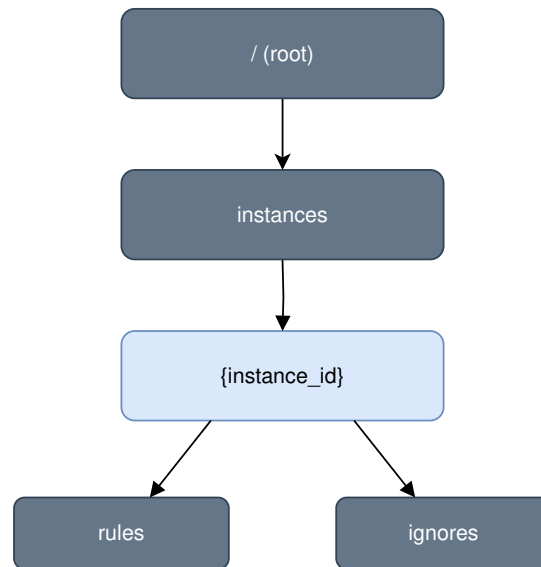 / (root)
instances
{instance_id}
rules
ignores